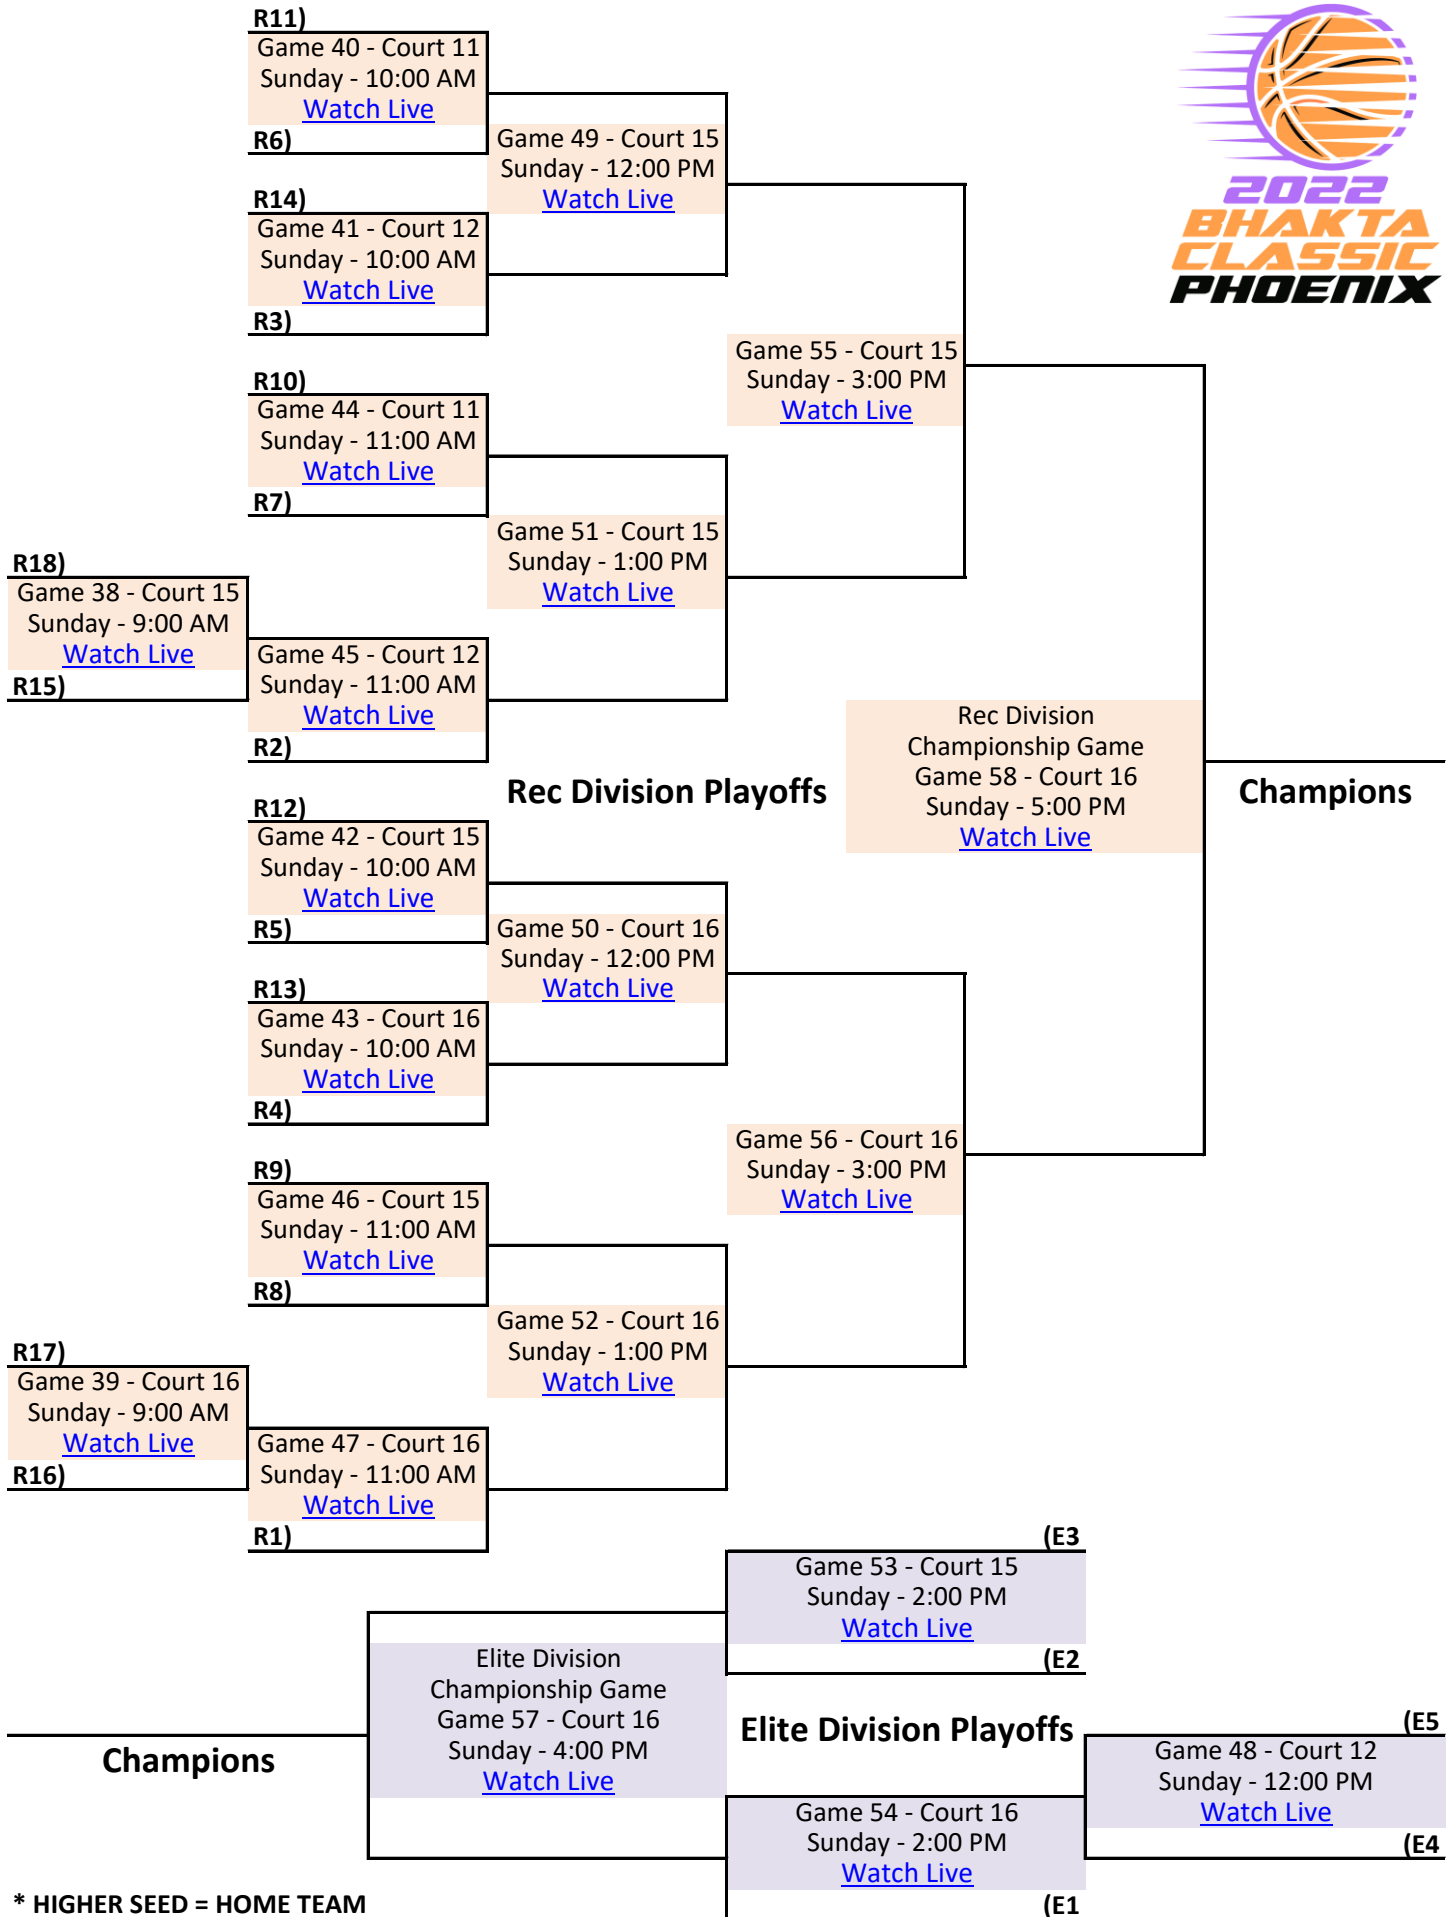 R11)
Game 40 - Court 11
Sunday - 10:00 AM
Watch Live
R6)
Game 49 - Court 15
Sunday - 12:00 PM
Watch Live
R14)
Game 41 - Court 12
Sunday - 10:00 AM
Watch Live
R3)
2022
BHAKTA
CLASSIC
PHOENIX
Game 55 - Court 15
Sunday - 3:00 PM
Watch Live
R10)
Game 44 - Court 11
Sunday - 11:00 AM
Watch Live
R7)
Game 51 - Court 15
Sunday - 1:00 PM
Watch Live
R18)
Game 38 - Court 15
Sunday - 9:00 AM
Watch Live
R15)
Game 45 - Court 12
Sunday - 11:00 AM
Watch Live
R2)
Rec Division
Championship Game
Game 58 - Court 16
Sunday - 5:00 PM
Watch Live
Rec Division Playoffs
Champions
R12)
Game 42 - Court 15
Sunday - 10:00 AM
Watch Live
R5)
Game 50 - Court 16
Sunday - 12:00 PM
Watch Live
R13)
Game 43 - Court 16
Sunday - 10:00 AM
Watch Live
R4)
Game 56 - Court 16
Sunday - 3:00 PM
Watch Live
R9)
Game 46 - Court 15
Sunday - 11:00 AM
Watch Live
R8)
Game 52 - Court 16
Sunday - 1:00 PM
Watch Live
R17)
Game 39 - Court 16
Sunday - 9:00 AM
Watch Live
R16)
Game 47 - Court 16
Sunday - 11:00 AM
Watch Live
R1)
(E3
Game 53 - Court 15
Sunday - 2:00 PM
Watch Live
(E2
Elite Division
Championship Game
Game 57 - Court 16
Sunday - 4:00 PM
Watch Live
Elite Division Playoffs
Champions
(E5
Game 48 - Court 12
Sunday - 12:00 PM
Watch Live
(E4
Game 54 - Court 16
Sunday - 2:00 PM
Watch Live
(E1
* HIGHER SEED = HOME TEAM